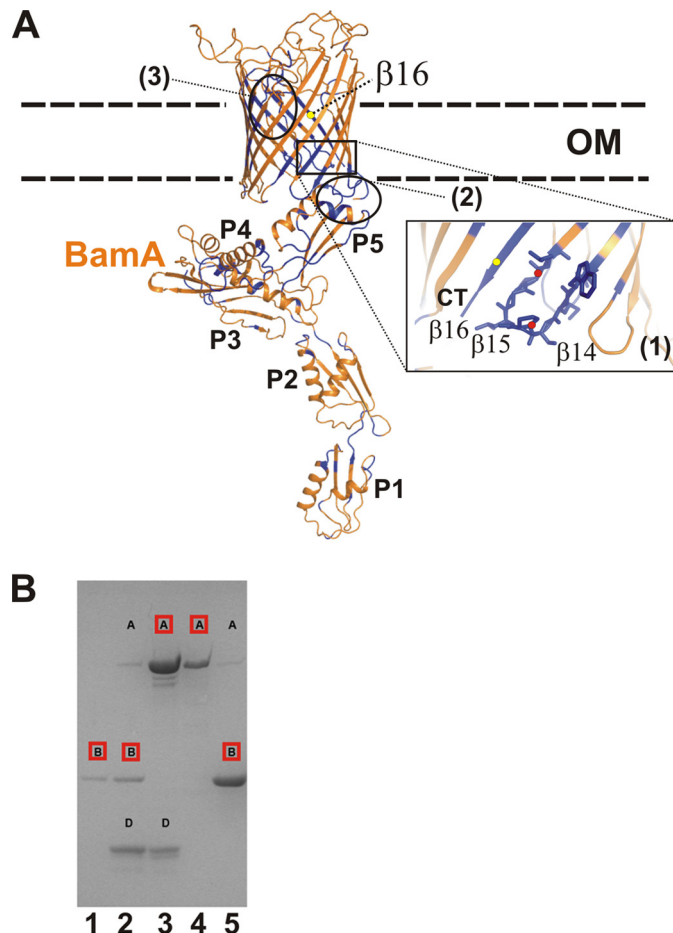 A
(3)
β16
OM
(2)
P4
P5
BamA
CT
β16
β15
β14
(1)
P3
P2
P1
B
A A A A
B B B
D D
1 2 3 4 5